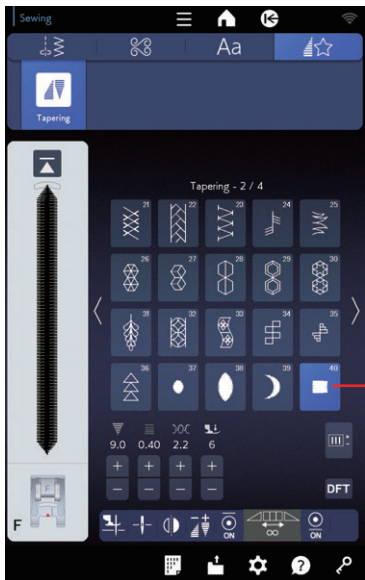 Sewing
Aa
Tapering
Tapering - 2 / 4
21 22 23 24 25
26 27 28 29 30
31 32 33 34 35
36 37 38 39 40
9.0 0.40 2.2 6
+ + + +
− − − −
DFT
F
F
ON ∞ ON
?